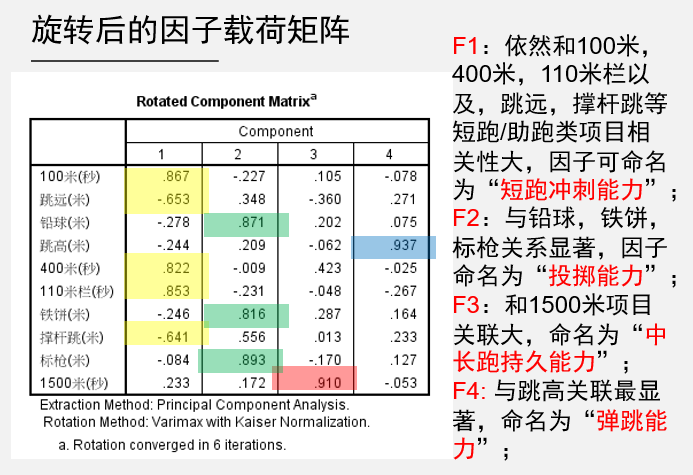 旋转后的因子载荷矩阵
Rotated Component Matrixa
Component
1 2 3 4
100米(秒) .867 -.227 .105 -.078
跳远(米) -.653 .348 -.360 .271
铅球(米) -.278 .871 .202 .075
跳高(米) -.244 .209 -.062 .937
400米(秒) .822 -.009 .423 -.025
110米栏(秒) .853 -.231 -.048 -.267
铁饼(米) -.246 .816 .287 .164
撑杆跳(米) -.641 .556 .013 .233
标枪(米) -.084 .893 -.170 .127
1500米(秒) .233 .172 .910 -.053
Extraction Method: Principal Component Analysis.
Rotation Method: Varimax with Kaiser Normalization.
a. Rotation converged in 6 iterations.
F1：依然和100米，
400米，110米栏以
及，跳远，撑杆跳等
短跑/助跑类项目相
关性大，因子可命名
为“短跑冲刺能力”；
F2：与铅球，铁饼，
标枪关系显著，因子
命名为“投掷能力”；
F3：和1500米项目
关联大，命名为“中
长跑持久能力”；
F4: 与跳高关联最显
著，命名为“弹跳能
力”；